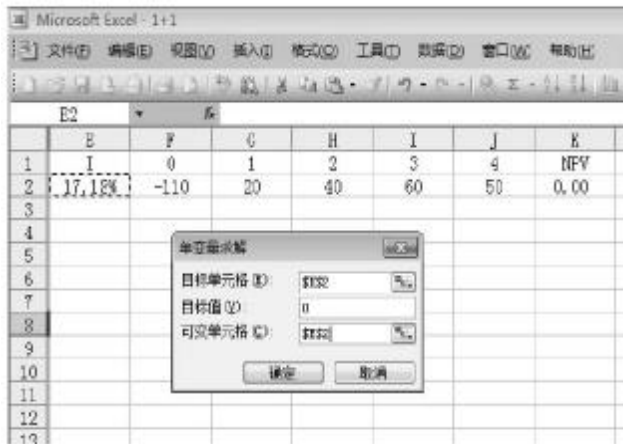 Microsoft Excel - 1+1
文件(F) 编辑(E) 视图(V) 插入(I) 格式(O) 工具(T) 数据(D) 窗口(W) 帮助(H)
E2 fx
E F G H I J K
1 I 0 1 2 3 4 NPV
2 17.18% -110 20 40 60 50 0.00
3
4
5
6
7
8
9
10
11
12
13
单变量求解
目标单元格(E): $K$2
目标值(V): 0
可变单元格(C): $E$2
确定 取消